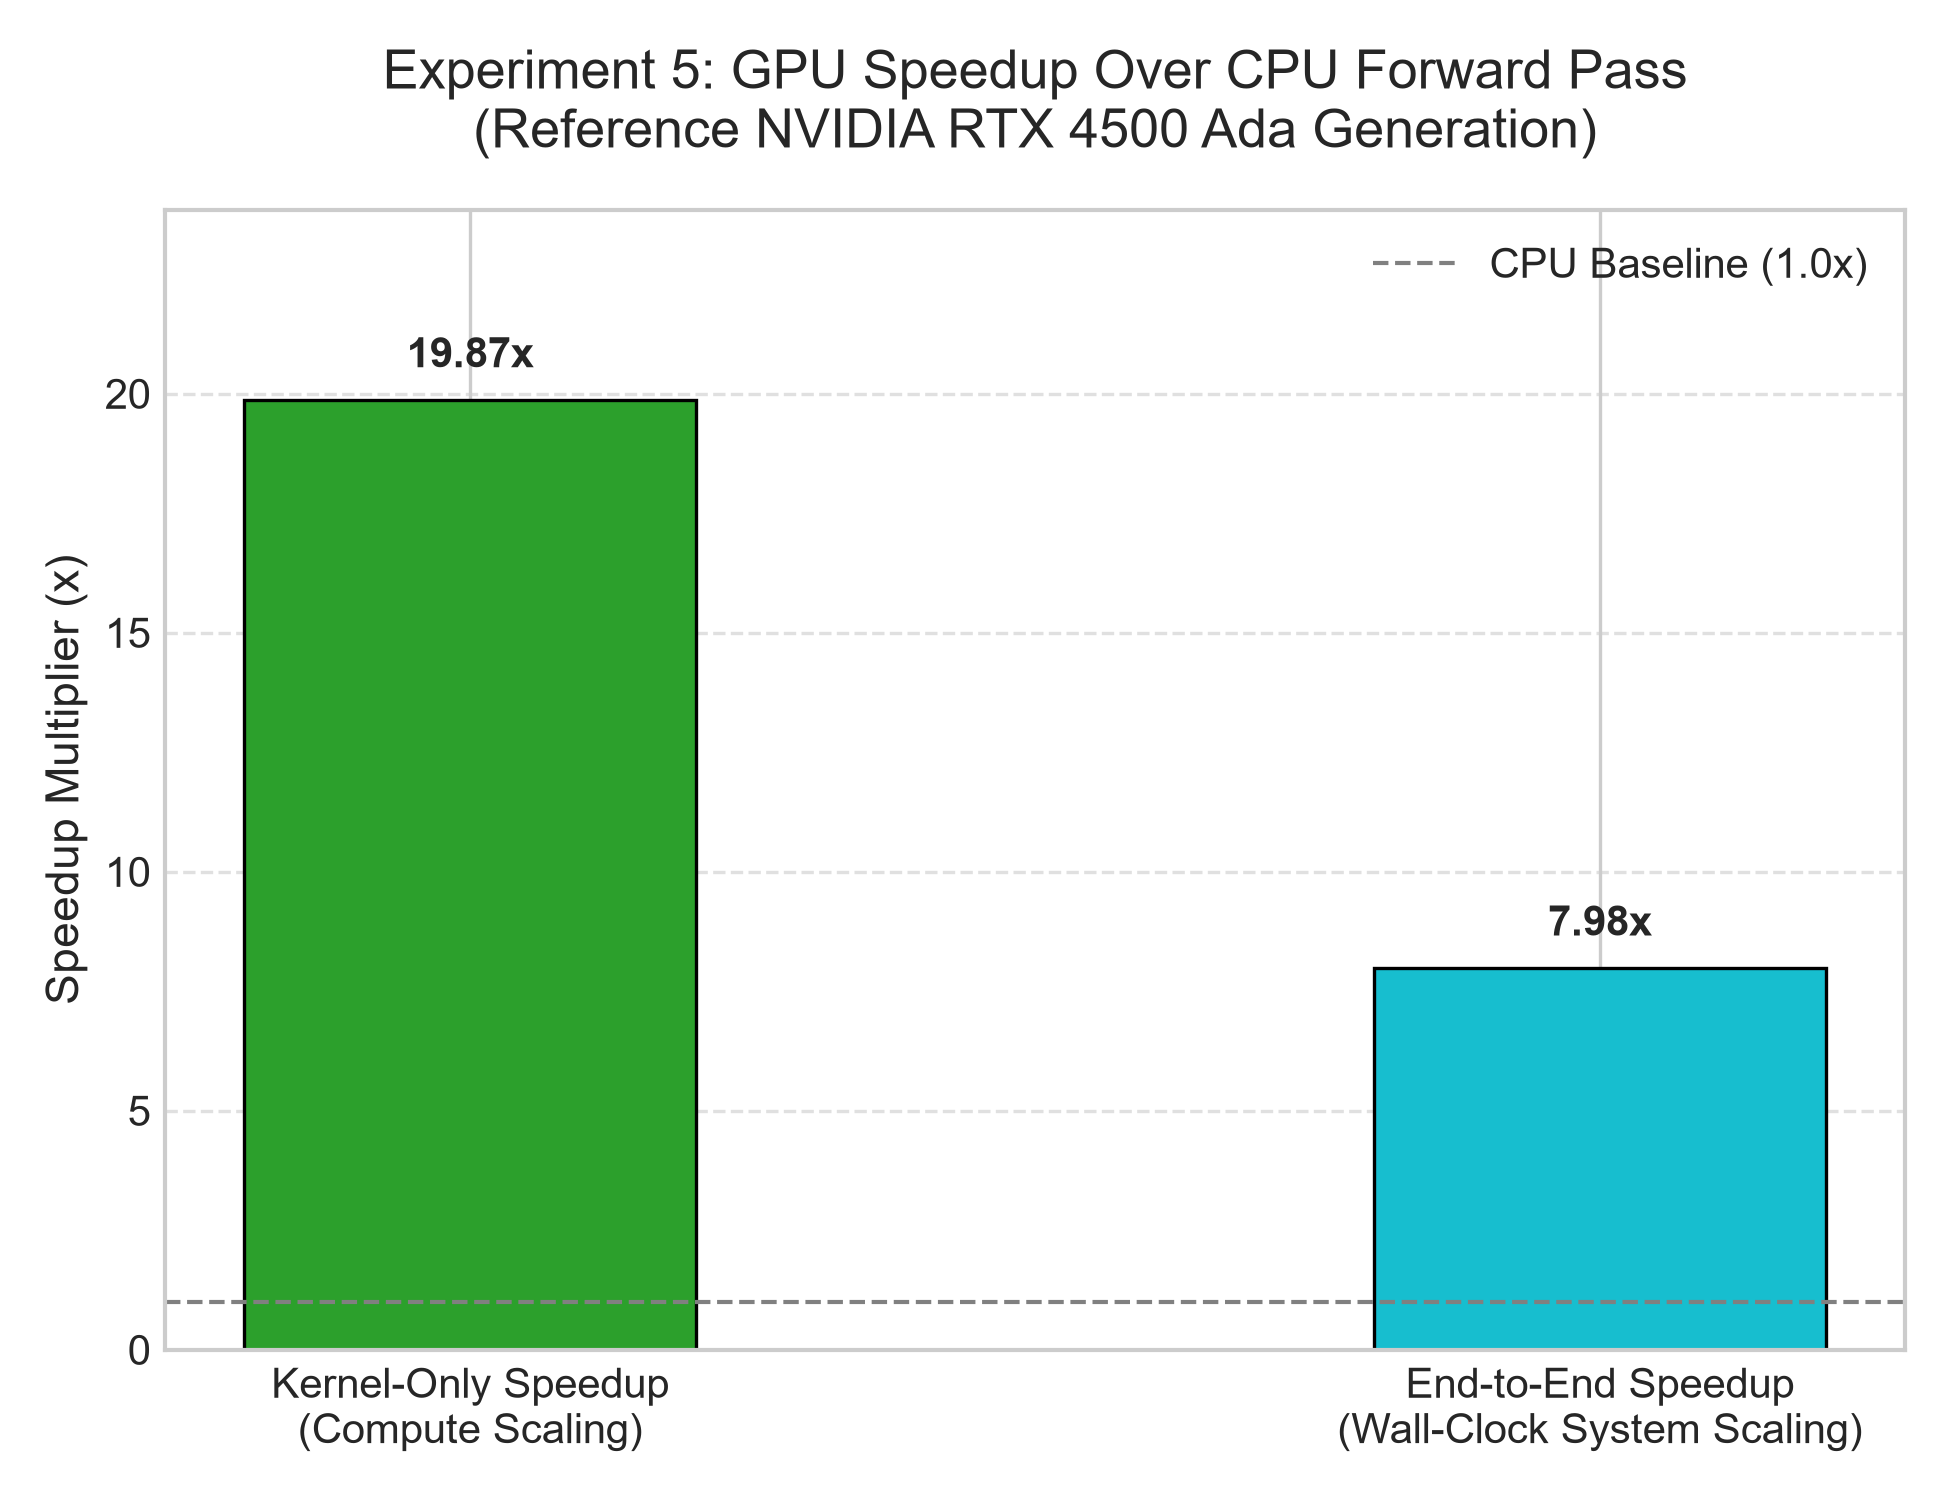 Experiment 5: GPU Speedup Over CPU Forward Pass
(Reference NVIDIA RTX 4500 Ada Generation)
CPU Baseline (1.0x)
19.87x
7.98x
Speedup Multiplier (x)
20
15
10
5
0
Kernel-Only Speedup
(Compute Scaling)
End-to-End Speedup
(Wall-Clock System Scaling)